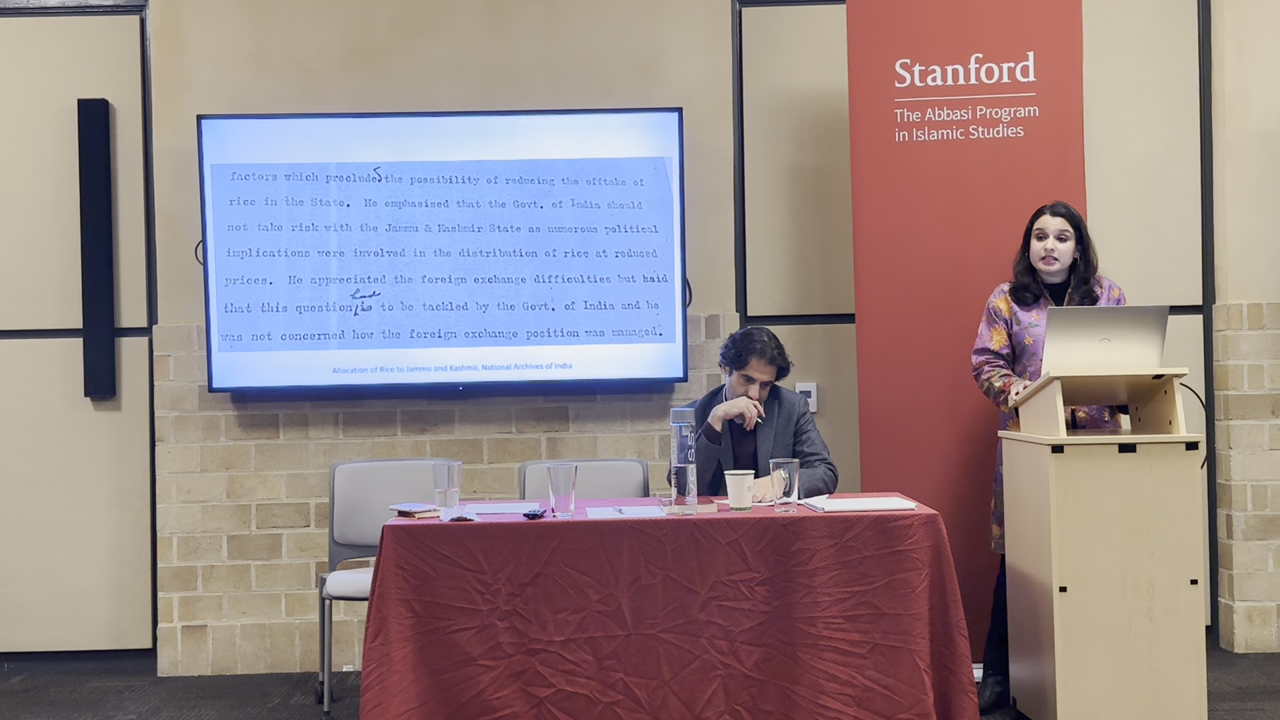 factors which precludes the possibility of reducing the offtake of
rice in the State. He emphasised that the Govt. of India should
not take risk with the Jammu & Kashmir State as numerous political
implications were involved in the distribution of rice at reduced
prices. He appreciated the foreign exchange difficulties but haid
had
that this question is to be tackled by the Govt. of India and he
was not concerned how the foreign exchange position was managed.
Allocation of Rice to Jammu and Kashmir, National Archives of India
Stanford
The Abbasi Program
in Islamic Studies
VOSS